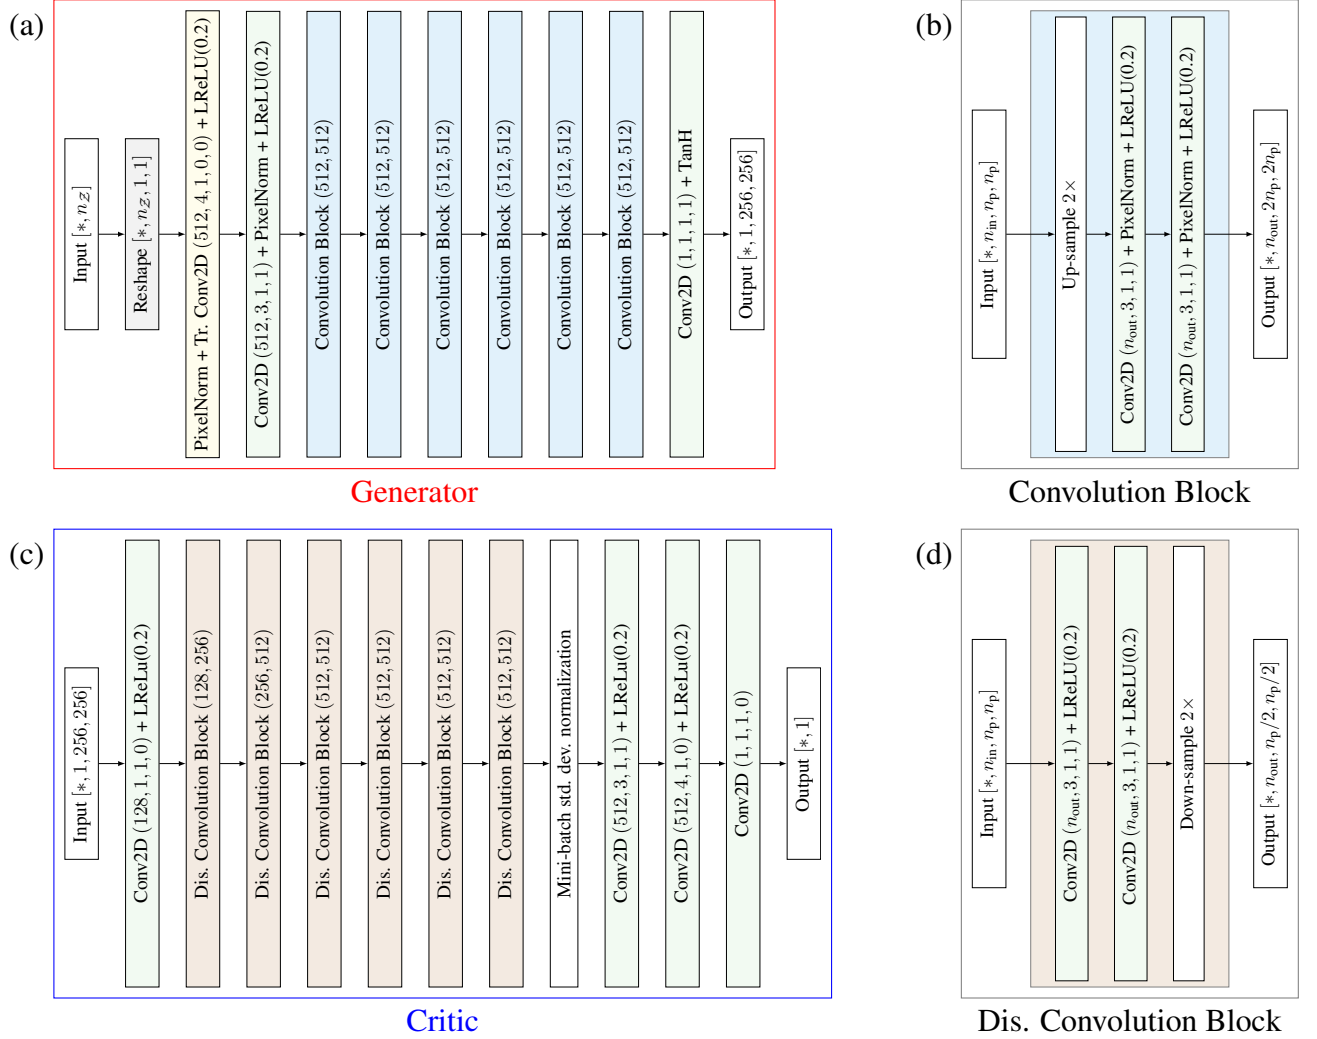 (a)
Input [∗, n_𝒵]
Reshape [∗, n_𝒵, 1, 1]
PixelNorm + Tr. Conv2D (512, 4, 1, 0, 0) + LReLU(0.2)
Conv2D (512, 3, 1, 1) + PixelNorm + LReLU(0.2)
Convolution Block (512, 512)
Convolution Block (512, 512)
Convolution Block (512, 512)
Convolution Block (512, 512)
Convolution Block (512, 512)
Convolution Block (512, 512)
Conv2D (1, 1, 1, 1) + TanH
Output [∗, 1, 256, 256]
Generator
(b)
Input [∗, n_in, n_p, n_p]
Up-sample 2×
Conv2D (n_out, 3, 1, 1) + PixelNorm + LReLU(0.2)
Conv2D (n_out, 3, 1, 1) + PixelNorm + LReLU(0.2)
Output [∗, n_out, 2n_p, 2n_p]
Convolution Block
(c)
Input [∗, 1, 256, 256]
Conv2D (128, 1, 1, 0) + LReLu(0.2)
Dis. Convolution Block (128, 256)
Dis. Convolution Block (256, 512)
Dis. Convolution Block (512, 512)
Dis. Convolution Block (512, 512)
Dis. Convolution Block (512, 512)
Dis. Convolution Block (512, 512)
Mini-batch std. dev. normalization
Conv2D (512, 3, 1, 1) + LReLu(0.2)
Conv2D (512, 4, 1, 0) + LReLu(0.2)
Conv2D (1, 1, 1, 0)
Output [∗, 1]
Critic
(d)
Input [∗, n_in, n_p, n_p]
Conv2D (n_out, 3, 1, 1) + LReLU(0.2)
Conv2D (n_out, 3, 1, 1) + LReLU(0.2)
Down-sample 2×
Output [∗, n_out, n_p/2, n_p/2]
Dis. Convolution Block